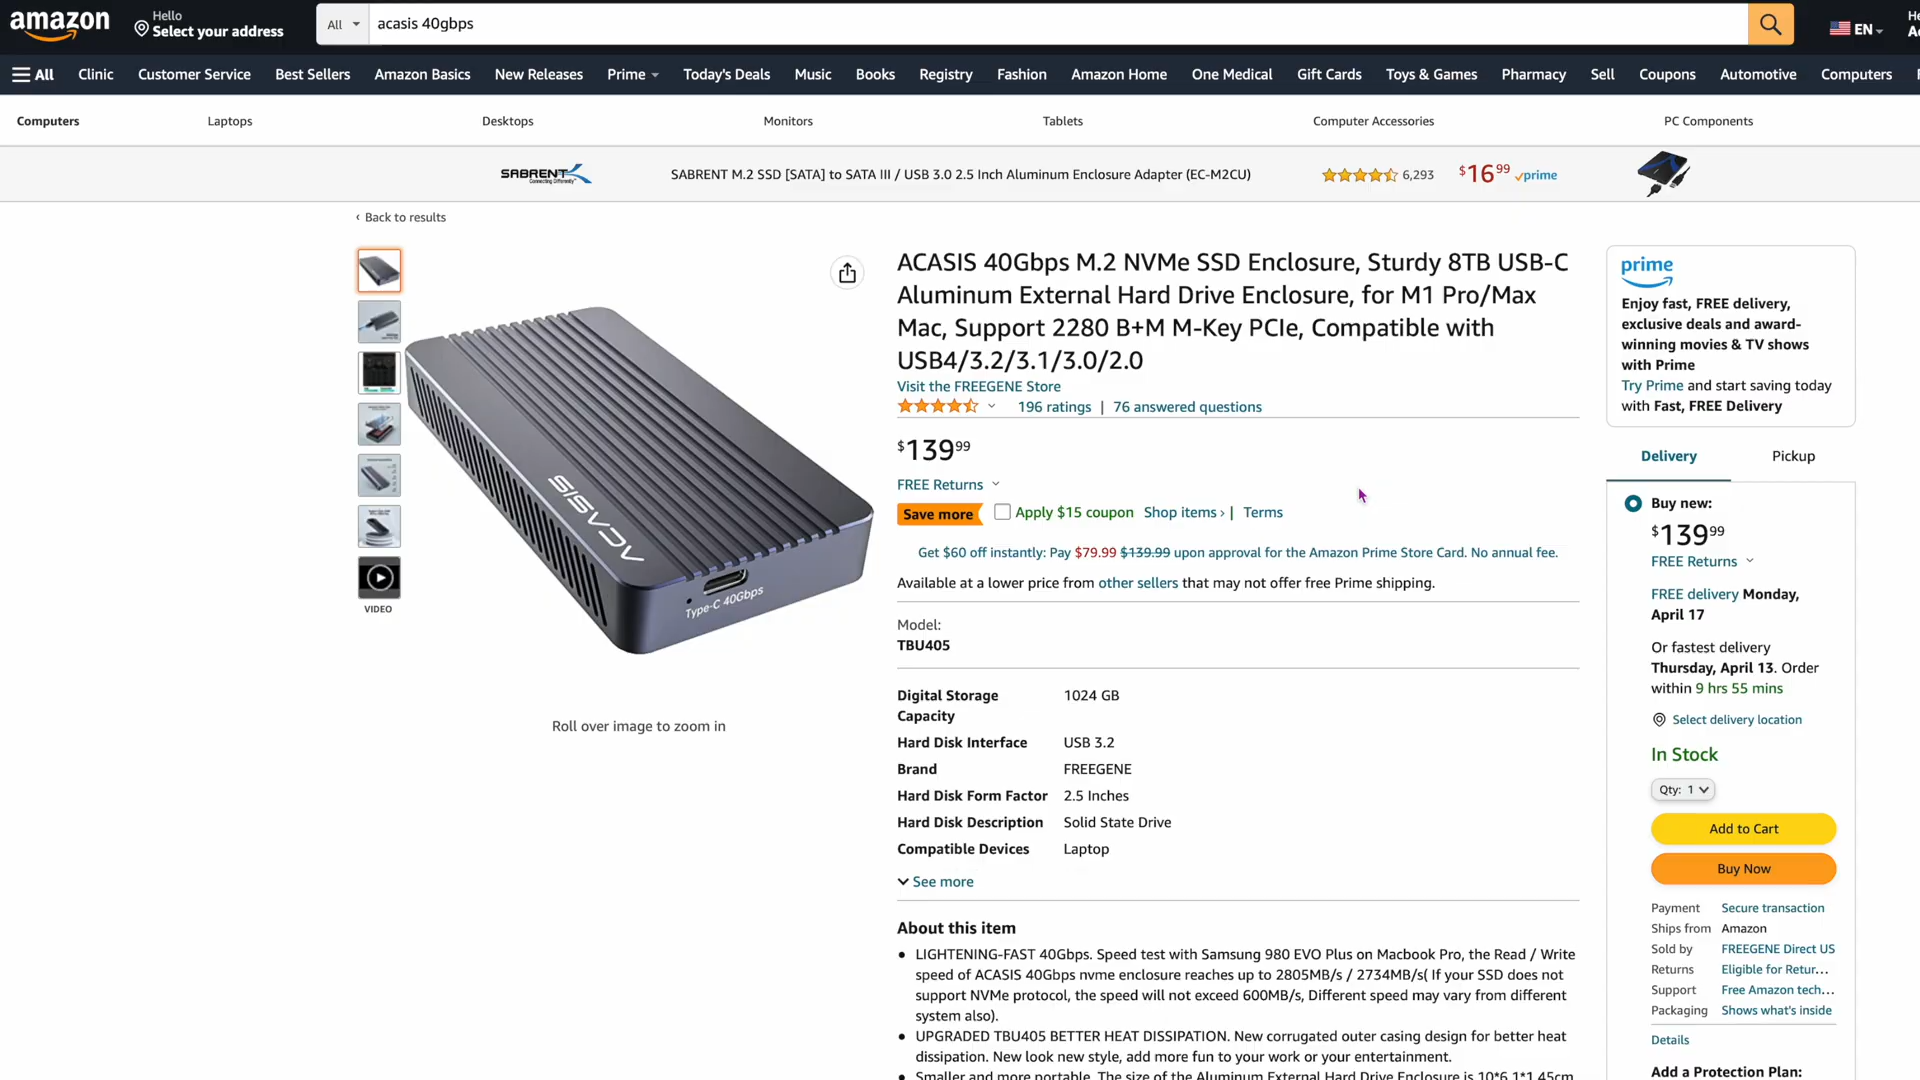 amazon
Hello
Select your address
All
acasis 40gbps
EN
All
Clinic
Customer Service
Best Sellers
Amazon Basics
New Releases
Prime
Today's Deals
Music
Books
Registry
Fashion
Amazon Home
One Medical
Gift Cards
Toys & Games
Pharmacy
Sell
Coupons
Automotive
Computers
Computers
Laptops
Desktops
Monitors
Tablets
Computer Accessories
PC Components
SABRENT
SABRENT M.2 SSD [SATA] to SATA III / USB 3.0 2.5 Inch Aluminum Enclosure Adapter (EC-M2CU)
6,293
$16 99
prime
‹ Back to results
VIDEO
ACASIS
Type-C 40Gbps
Roll over image to zoom in
ACASIS 40Gbps M.2 NVMe SSD Enclosure, Sturdy 8TB USB-C
Aluminum External Hard Drive Enclosure, for M1 Pro/Max
Mac, Support 2280 B+M M-Key PCIe, Compatible with
USB4/3.2/3.1/3.0/2.0
Visit the FREEGENE Store
196 ratings | 76 answered questions
$139 99
FREE Returns
Save more
Apply $15 coupon
Shop items › | Terms
Get $60 off instantly: Pay $79.99 $139.99 upon approval for the Amazon Prime Store Card. No annual fee.
Available at a lower price from other sellers that may not offer free Prime shipping.
Model:
TBU405
Digital Storage Capacity 1024 GB
Hard Disk Interface USB 3.2
Brand FREEGENE
Hard Disk Form Factor 2.5 Inches
Hard Disk Description Solid State Drive
Compatible Devices Laptop
See more
About this item
• LIGHTENING-FAST 40Gbps. Speed test with Samsung 980 EVO Plus on Macbook Pro, the Read / Write
speed of ACASIS 40Gbps nvme enclosure reaches up to 2805MB/s / 2734MB/s( If your SSD does not
support NVMe protocol, the speed will not exceed 600MB/s, Different speed may vary from different
system also).
• UPGRADED TBU405 BETTER HEAT DISSIPATION. New corrugated outer casing design for better heat
dissipation. New look new style, add more fun to your work or your entertainment.
• Smaller and more portable. The size of the Aluminum External Hard Drive Enclosure is 10*6.1*1.45cm
prime
Enjoy fast, FREE delivery,
exclusive deals and award-
winning movies & TV shows
with Prime
Try Prime and start saving today
with Fast, FREE Delivery
Delivery
Pickup
Buy new:
$139 99
FREE Returns
FREE delivery Monday,
April 17
Or fastest delivery
Thursday, April 13. Order
within 9 hrs 55 mins
Select delivery location
In Stock
Qty: 1
Add to Cart
Buy Now
Payment Secure transaction
Ships from Amazon
Sold by FREEGENE Direct US
Returns Eligible for Retur...
Support Free Amazon tech...
Packaging Shows what's inside
Details
Add a Protection Plan: